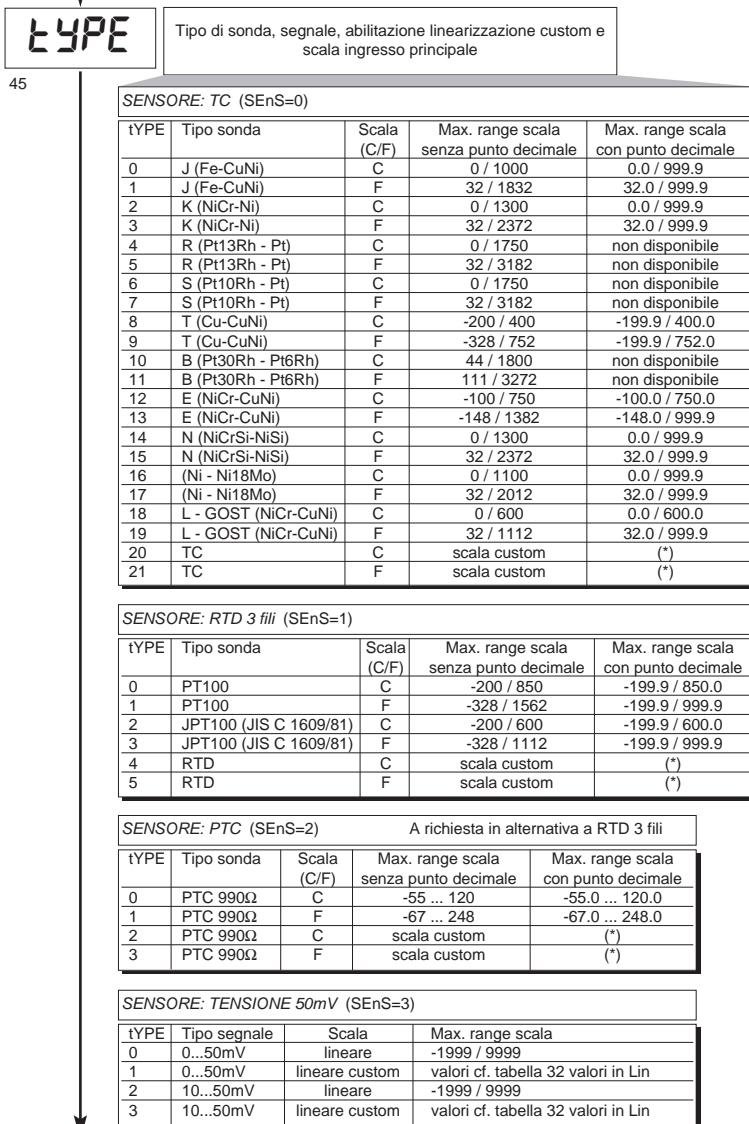 tYPE
Tipo di sonda, segnale, abilitazione linearizzazione custom e
scala ingresso principale
45
SENSORE: TC (SEnS=0)
tYPE Tipo sonda Scala Max. range scala Max. range scala
(C/F) senza punto decimale con punto decimale
0 J (Fe-CuNi) C 0 / 1000 0.0 / 999.9
1 J (Fe-CuNi) F 32 / 1832 32.0 / 999.9
2 K (NiCr-Ni) C 0 / 1300 0.0 / 999.9
3 K (NiCr-Ni) F 32 / 2372 32.0 / 999.9
4 R (Pt13Rh - Pt) C 0 / 1750 non disponibile
5 R (Pt13Rh - Pt) F 32 / 3182 non disponibile
6 S (Pt10Rh - Pt) C 0 / 1750 non disponibile
7 S (Pt10Rh - Pt) F 32 / 3182 non disponibile
8 T (Cu-CuNi) C -200 / 400 -199.9 / 400.0
9 T (Cu-CuNi) F -328 / 752 -199.9 / 752.0
10 B (Pt30Rh - Pt6Rh) C 44 / 1800 non disponibile
11 B (Pt30Rh - Pt6Rh) F 111 / 3272 non disponibile
12 E (NiCr-CuNi) C -100 / 750 -100.0 / 750.0
13 E (NiCr-CuNi) F -148 / 1382 -148.0 / 999.9
14 N (NiCrSi-NiSi) C 0 / 1300 0.0 / 999.9
15 N (NiCrSi-NiSi) F 32 / 2372 32.0 / 999.9
16 (Ni - Ni18Mo) C 0 / 1100 0.0 / 999.9
17 (Ni - Ni18Mo) F 32 / 2012 32.0 / 999.9
18 L - GOST (NiCr-CuNi) C 0 / 600 0.0 / 600.0
19 L - GOST (NiCr-CuNi) F 32 / 1112 32.0 / 999.9
20 TC C scala custom (*)
21 TC F scala custom (*)
SENSORE: RTD 3 fili (SEnS=1)
tYPE Tipo sonda Scala Max. range scala Max. range scala
(C/F) senza punto decimale con punto decimale
0 PT100 C -200 / 850 -199.9 / 850.0
1 PT100 F -328 / 1562 -199.9 / 999.9
2 JPT100 (JIS C 1609/81) C -200 / 600 -199.9 / 600.0
3 JPT100 (JIS C 1609/81) F -328 / 1112 -199.9 / 999.9
4 RTD C scala custom (*)
5 RTD F scala custom (*)
SENSORE: PTC (SEnS=2) A richiesta in alternativa a RTD 3 fili
tYPE Tipo sonda Scala Max. range scala Max. range scala
(C/F) senza punto decimale con punto decimale
0 PTC 990Ω C -55 ... 120 -55.0 ... 120.0
1 PTC 990Ω F -67 ... 248 -67.0 ... 248.0
2 PTC 990Ω C scala custom (*)
3 PTC 990Ω F scala custom (*)
SENSORE: TENSIONE 50mV (SEnS=3)
tYPE Tipo segnale Scala Max. range scala
0 0...50mV lineare -1999 / 9999
1 0...50mV lineare custom valori cf. tabella 32 valori in Lin
2 10...50mV lineare -1999 / 9999
3 10...50mV lineare custom valori cf. tabella 32 valori in Lin